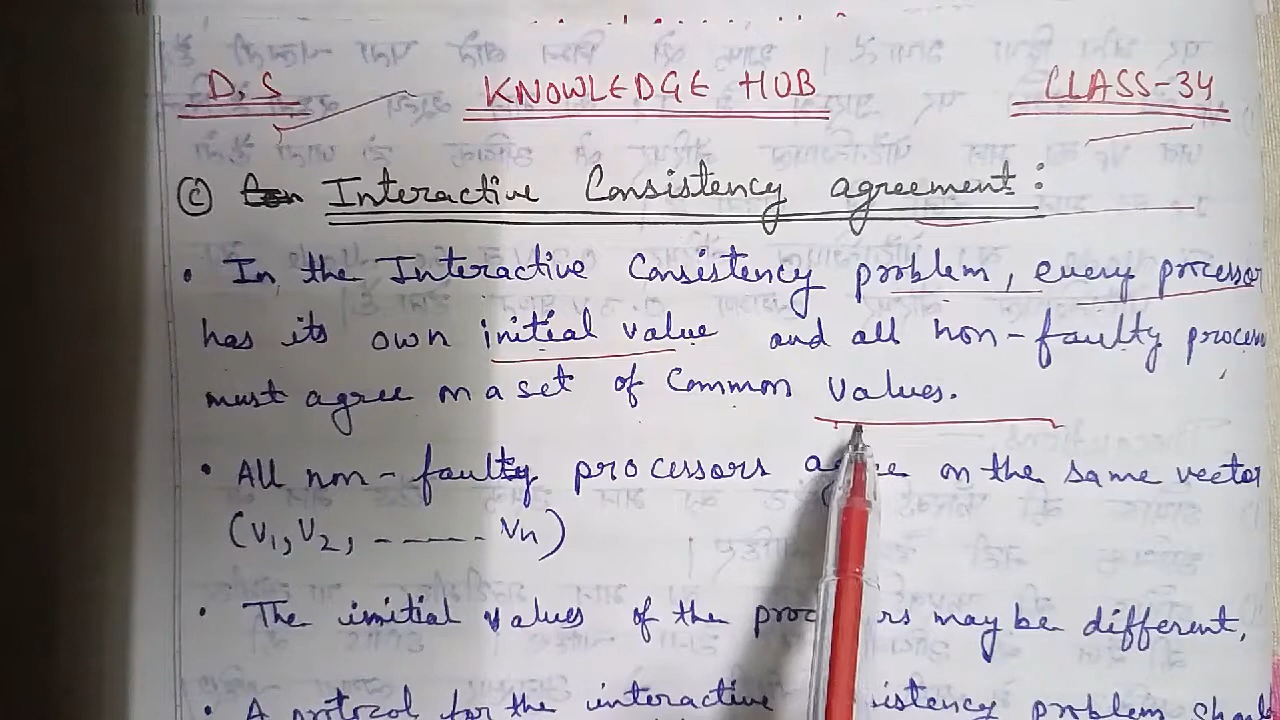 D.S KNOWLEDGE HUB CLASS-34
(C) Interactive Consistency agreement:
• In the Interactive Consistency problem, every processor
has its own initial value and all non-faulty
must agree on a set of common values.
• All non-faulty processors on the same vector
(V1, V2, ------ Vn)
• The initial values of the may be different,
• A protocol for the interactive problem